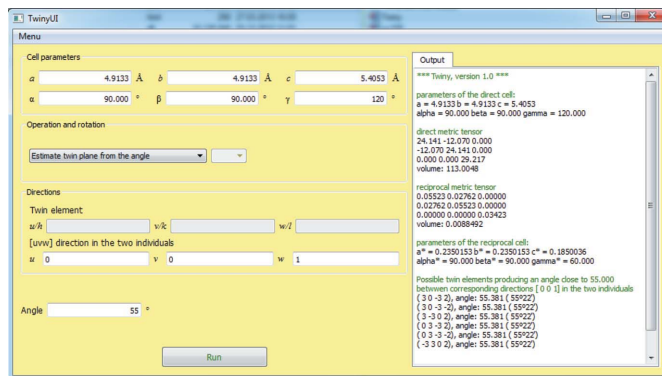 TwinyUI
Menu
Cell parameters
a 4.9133 Å b 4.9133 Å c 5.4053 Å
α 90.000 ° β 90.000 ° γ 120 °
Operation and rotation
Estimate twin plane from the angle
Directions
Twin element
u/h v/k w/l
[uvw] direction in the two individuals
u 0 v 0 w 1
Angle 55 °
Run
Output
*** Twiny, version 1.0 ***
parameters of the direct cell:
a = 4.9133 b = 4.9133 c = 5.4053
alpha = 90.000 beta = 90.000 gamma = 120.000
direct metric tensor
24.141 -12.070 0.000
-12.070 24.141 0.000
0.000 0.000 29.217
volume: 113.0048
reciprocal metric tensor
0.05523 0.02762 0.00000
0.02762 0.05523 0.00000
0.00000 0.00000 0.03423
volume: 0.0088492
parameters of the reciprocal cell:
a* = 0.2350153 b* = 0.2350153 c* = 0.1850036
alpha* = 90.000 beta* = 90.000 gamma* = 60.000
Possible twin elements producing an angle close to 55.000
betwwen corresponding directions [ 0 0 1] in the two individuals
( 3 0 -3 2), angle: 55.381 ( 55°22')
( 3 0 -3 -2), angle: 55.381 ( 55°22')
( 3 -3 0 2), angle: 55.381 ( 55°22')
( 0 3 -3 2), angle: 55.381 ( 55°22')
( 0 3 -3 -2), angle: 55.381 ( 55°22')
( -3 3 0 2), angle: 55.381 ( 55°22')